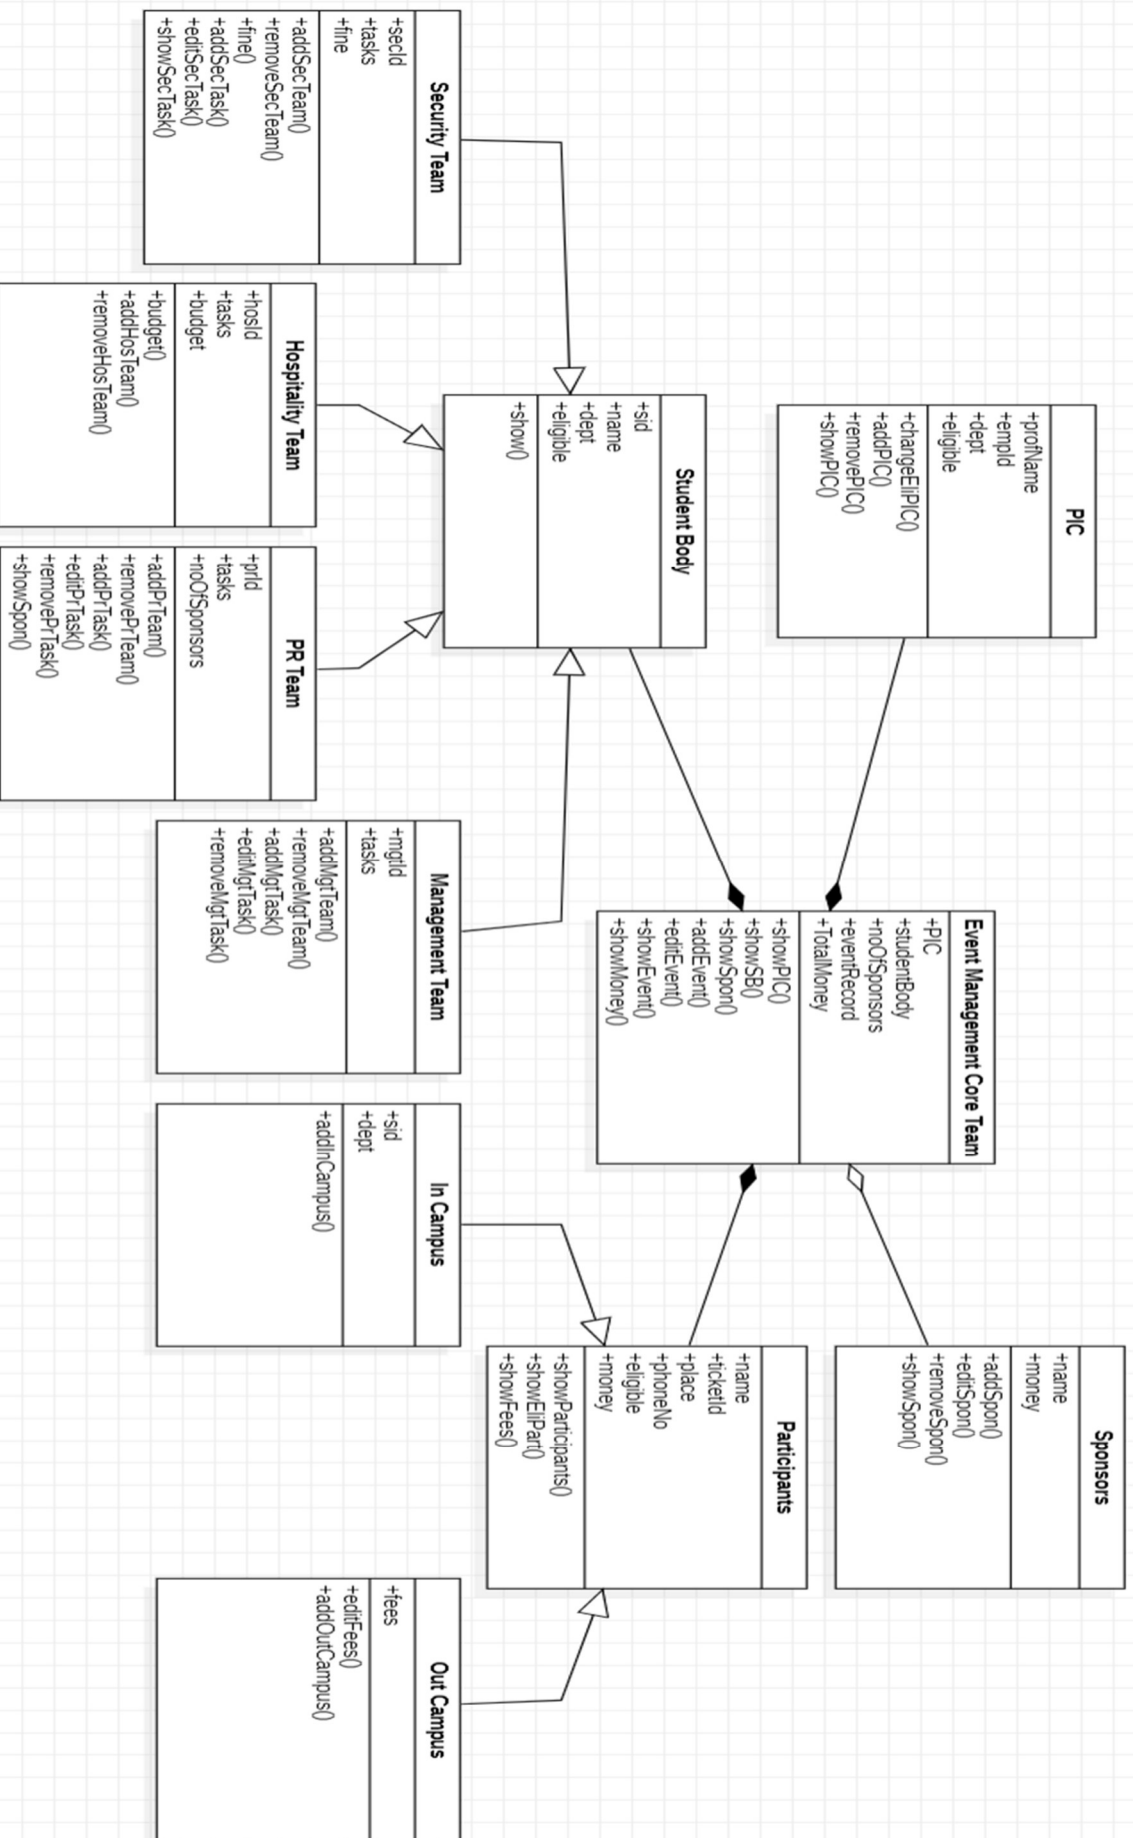 PIC
+profName
+empId
+dept
+eligible
+changeEliPIC()
+addPIC()
+removePIC()
+showPIC()
Event Management Core Team
+PIC
+studentBody
+noOfSponsors
+eventRecord
+TotalMoney
+showPIC()
+showSB()
+showSpon()
+addEvent()
+editEvent()
+showEvent()
+showMoney()
Sponsors
+name
+money
+addSpon()
+editSpon()
+removeSpon()
+showSpon()
Student Body
+sid
+name
+dept
+eligible
+show()
Participants
+name
+ticketId
+place
+phoneNo
+eligible
+money
+showParticipants()
+showEliPart()
+showFees()
Security Team
+secId
+tasks
+fine
+addSecTeam()
+removeSecTeam()
+fine()
+addSecTask()
+editSecTask()
+showSecTask()
Hospitality Team
+hosId
+tasks
+budget
+budget()
+addHosTeam()
+removeHosTeam()
PR Team
+prId
+tasks
+noOfSponsors
+addPrTeam()
+removePrTeam()
+addPrTask()
+editPrTask()
+removePrTask()
+showSpon()
Management Team
+mgtId
+tasks
+addMgtTeam()
+removeMgtTeam()
+addMgtTask()
+editMgtTask()
+removeMgtTask()
In Campus
+sid
+dept
+addInCampus()
Out Campus
+fees
+editFees()
+addOutCampus()